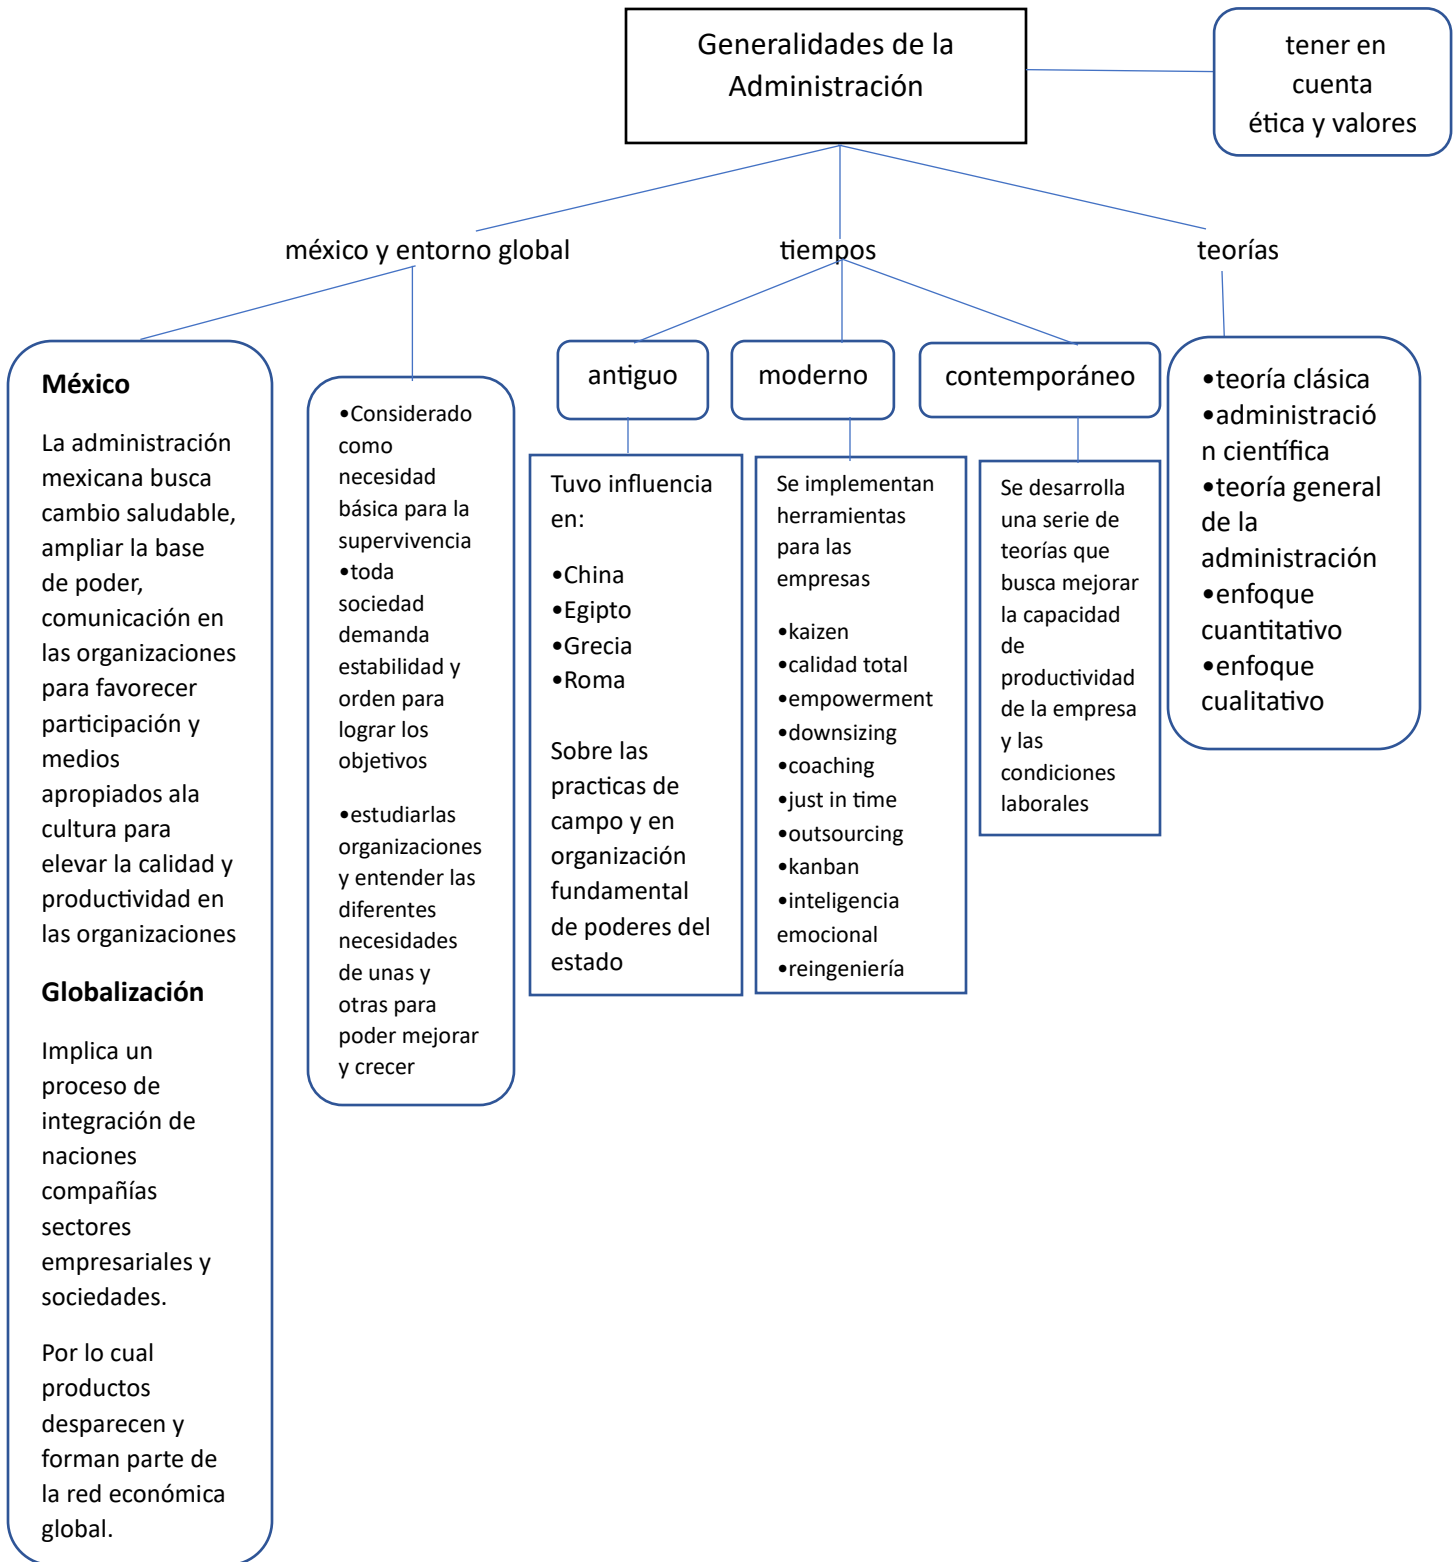 Generalidades de la
Administración
tener en
cuenta
ética y valores
méxico y entorno global
tiempos
teorías
México
La administración
mexicana busca
cambio saludable,
ampliar la base
de poder,
comunicación en
las organizaciones
para favorecer
participación y
medios
apropiados ala
cultura para
elevar la calidad y
productividad en
las organizaciones
Globalización
Implica un
proceso de
integración de
naciones
compañías
sectores
empresariales y
sociedades.
Por lo cual
productos
desparecen y
forman parte de
la red económica
global.
•Considerado
como
necesidad
básica para la
supervivencia
•toda
sociedad
demanda
estabilidad y
orden para
lograr los
objetivos
•estudiarlas
organizaciones
y entender las
diferentes
necesidades
de unas y
otras para
poder mejorar
y crecer
antiguo
Tuvo influencia
en:
•China
•Egipto
•Grecia
•Roma
Sobre las
practicas de
campo y en
organización
fundamental
de poderes del
estado
moderno
Se implementan
herramientas
para las
empresas
•kaizen
•calidad total
•empowerment
•downsizing
•coaching
•just in time
•outsourcing
•kanban
•inteligencia
emocional
•reingeniería
contemporáneo
Se desarrolla
una serie de
teorías que
busca mejorar
la capacidad
de
productividad
de la empresa
y las
condiciones
laborales
•teoría clásica
•administració
n científica
•teoría general
de la
administración
•enfoque
cuantitativo
•enfoque
cualitativo